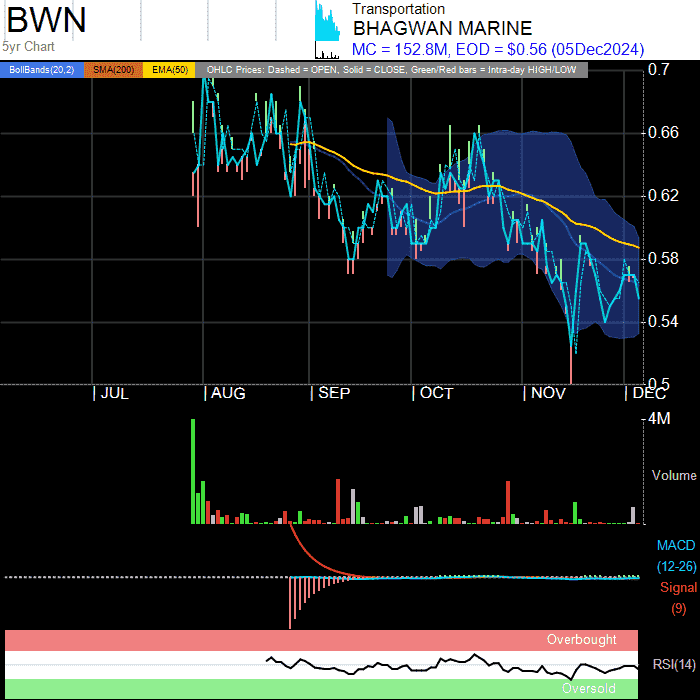 BWN
5yr Chart
Transportation
BHAGWAN MARINE
MC = 152.8M, EOD = $0.56 (05Dec2024)
BollBands(20,2) SMA(200) EMA(50) OHLC Prices: Dashed = OPEN, Solid = CLOSE, Green/Red bars = Intra-day HIGH/LOW
0.7
0.66
0.62
0.58
0.54
0.5
| JUL | AUG | SEP | OCT | NOV | DEC
4M
Volume
MACD
(12-26)
Signal
(9)
Overbought
RSI(14)
Oversold